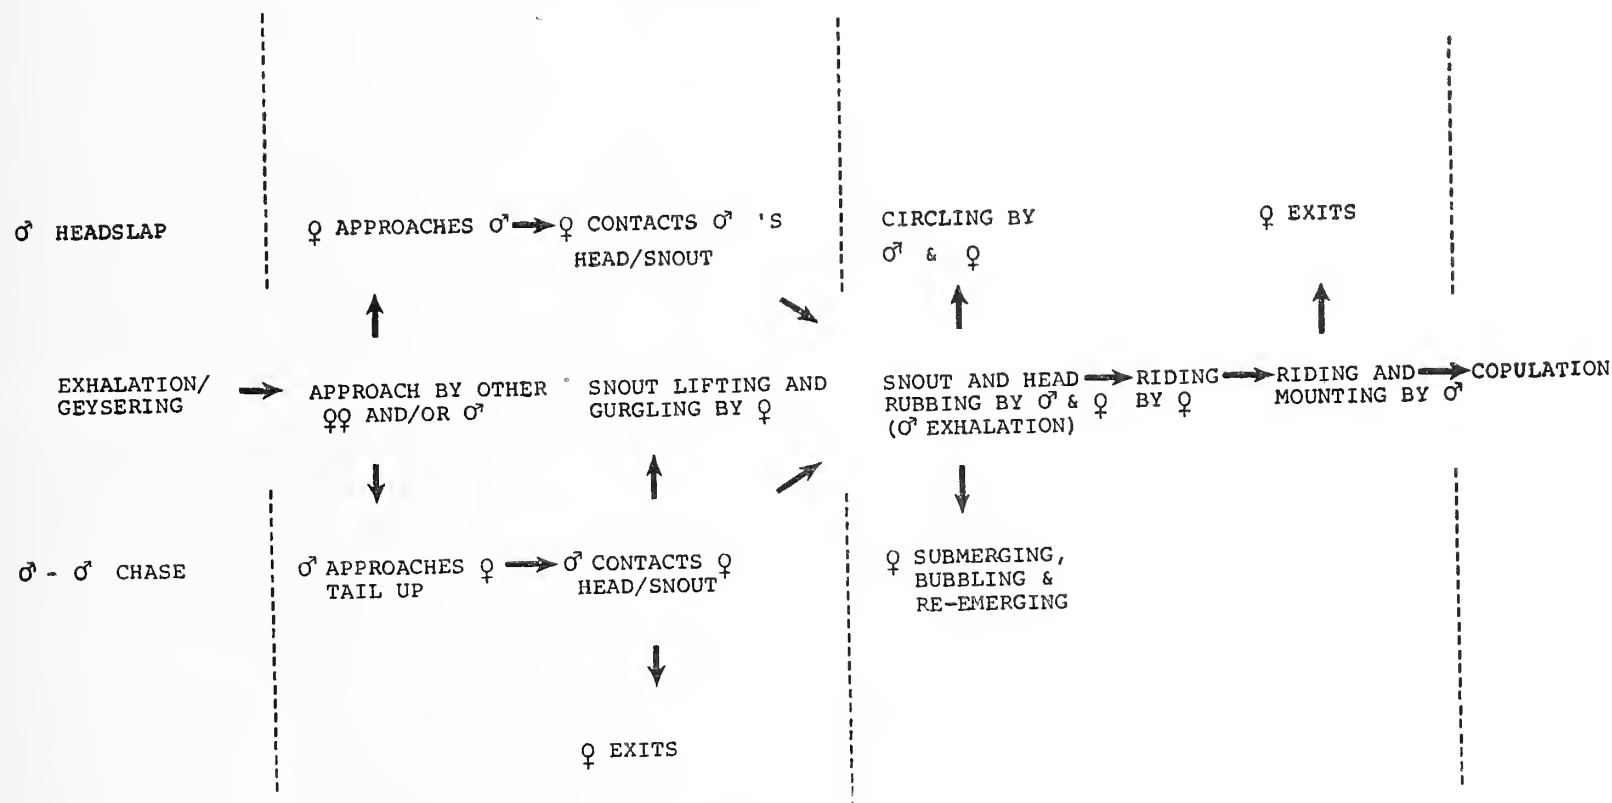 ♂ HEADSLAP
EXHALATION/
GEYSERING
♂ - ♂ CHASE
♀ APPROACHES ♂
♀ CONTACTS ♂ 'S
HEAD/SNOUT
APPROACH BY OTHER
♀♀ AND/OR ♂
SNOUT LIFTING AND
GURGLING BY ♀
♂ APPROACHES ♀
TAIL UP
♂ CONTACTS ♀
HEAD/SNOUT
♀ EXITS
CIRCLING BY
♂ & ♀
SNOUT AND HEAD
RUBBING BY ♂ & ♀
(♂ EXHALATION)
♀ SUBMERGING,
BUBBLING &
RE-EMERGING
RIDING
BY ♀
♀ EXITS
RIDING AND
MOUNTING BY ♂
COPULATION